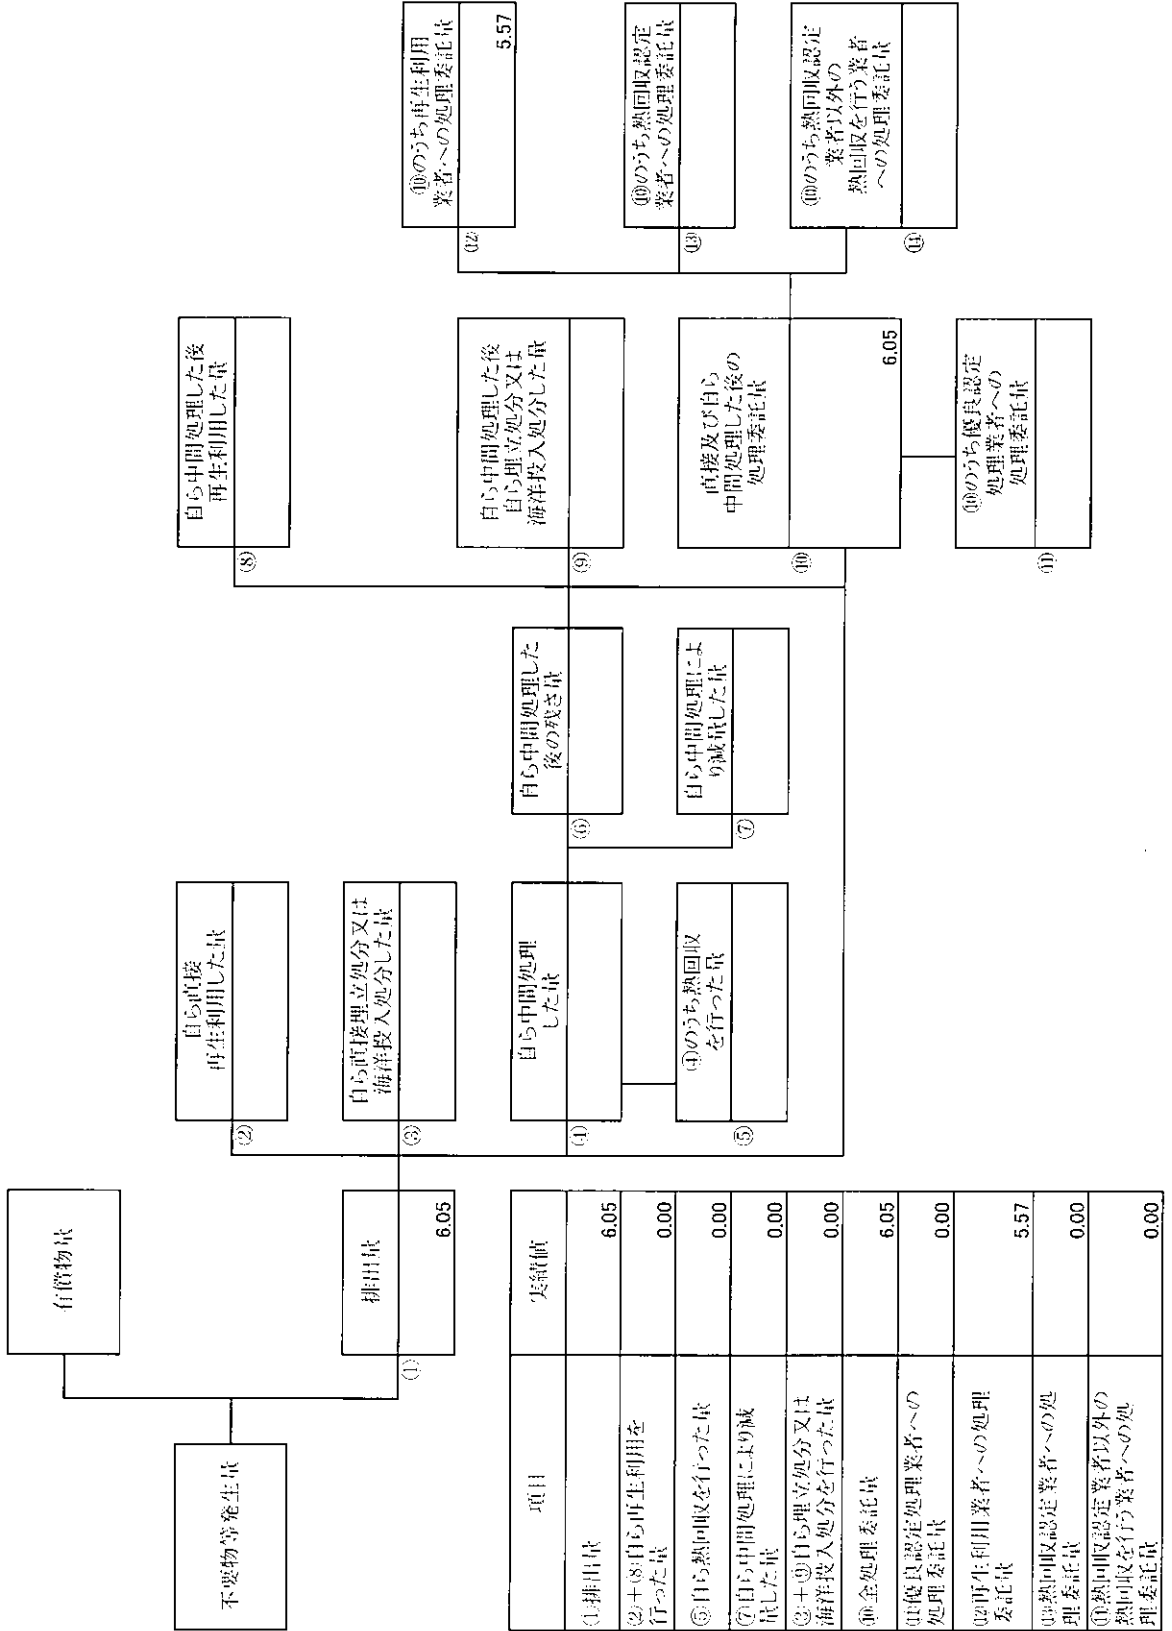 不要物等発生量
有償物量
①
排出量
6.05
②
自ら直接
再生利用した量
③
自ら直接埋立処分又は
海洋投入処分した量
④
自ら中間処理
した量
⑤
④のうち熱回収
を行った量
⑥
自ら中間処理した
後の残さ量
⑦
自ら中間処理によ
り減量した量
⑧
自ら中間処理した後
再生利用した量
⑨
自ら中間処理した後
自ら埋立処分又は
海洋投入処分した量
⑩
直接及び自ら
中間処理した後の
処理委託量
6.05
⑪
⑩のうち優良認定
処理業者への
処理委託量
⑫
⑩のうち再生利用
業者への処理委託量
5.57
⑬
⑩のうち熱回収認定
業者への処理委託量
⑭
⑩のうち熱回収認定
業者以外の
熱回収を行う業者
への処理委託量
項目 実績値
①排出量 6.05
②+⑧自ら再生利用を
行った量 0.00
⑤自ら熱回収を行った量 0.00
⑦自ら中間処理により減
量した量 0.00
③+⑨自ら埋立処分又は
海洋投入処分を行った量 0.00
⑩全処理委託量 6.05
⑪優良認定処理業者への
処理委託量 0.00
⑫再生利用業者への処理
委託量 5.57
⑬熱回収認定業者への処
理委託量 0.00
⑭熱回収認定業者以外の
熱回収を行う業者への処
理委託量 0.00